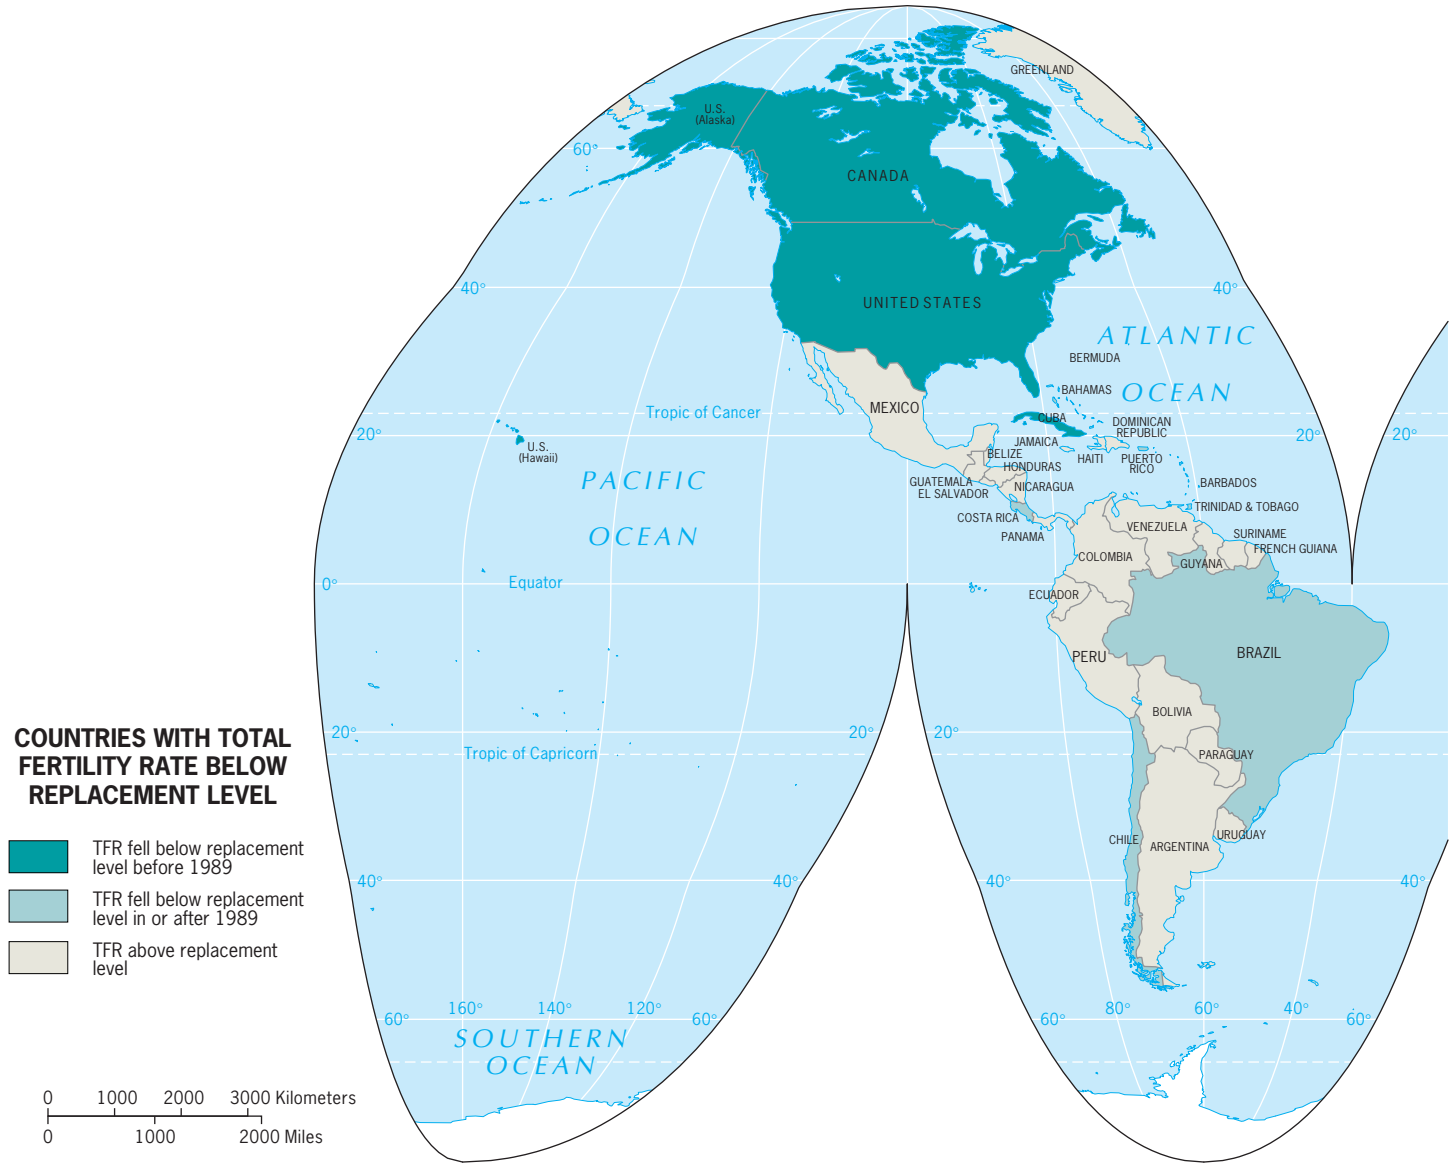 GREENLAND
U.S.
(Alaska)
60°
CANADA
40°
40°
UNITED STATES
ATLANTIC
OCEAN
BERMUDA
BAHAMAS
Tropic of Cancer
MEXICO
CUBA
DOMINICAN
REPUBLIC
20°
20°
20°
U.S.
(Hawaii)
JAMAICA
BELIZE
HAITI
PUERTO
RICO
HONDURAS
PACIFIC
OCEAN
GUATEMALA
EL SALVADOR
NICARAGUA
BARBADOS
TRINIDAD & TOBAGO
COSTA RICA
PANAMA
VENEZUELA
SURINAME
FRENCH GUIANA
COLOMBIA
GUYANA
0°
Equator
ECUADOR
PERU
BRAZIL
BOLIVIA
20°
20°
20°
Tropic of Capricorn
PARAGUAY
CHILE
ARGENTINA
URUGUAY
40°
40°
40°
40°
160°
140°
120°
60°
60°
80°
60°
40°
60°
60°
SOUTHERN
OCEAN
COUNTRIES WITH TOTAL
FERTILITY RATE BELOW
REPLACEMENT LEVEL
TFR fell below replacement
level before 1989
TFR fell below replacement
level in or after 1989
TFR above replacement
level
0 1000 2000 3000 Kilometers
0 1000 2000 Miles